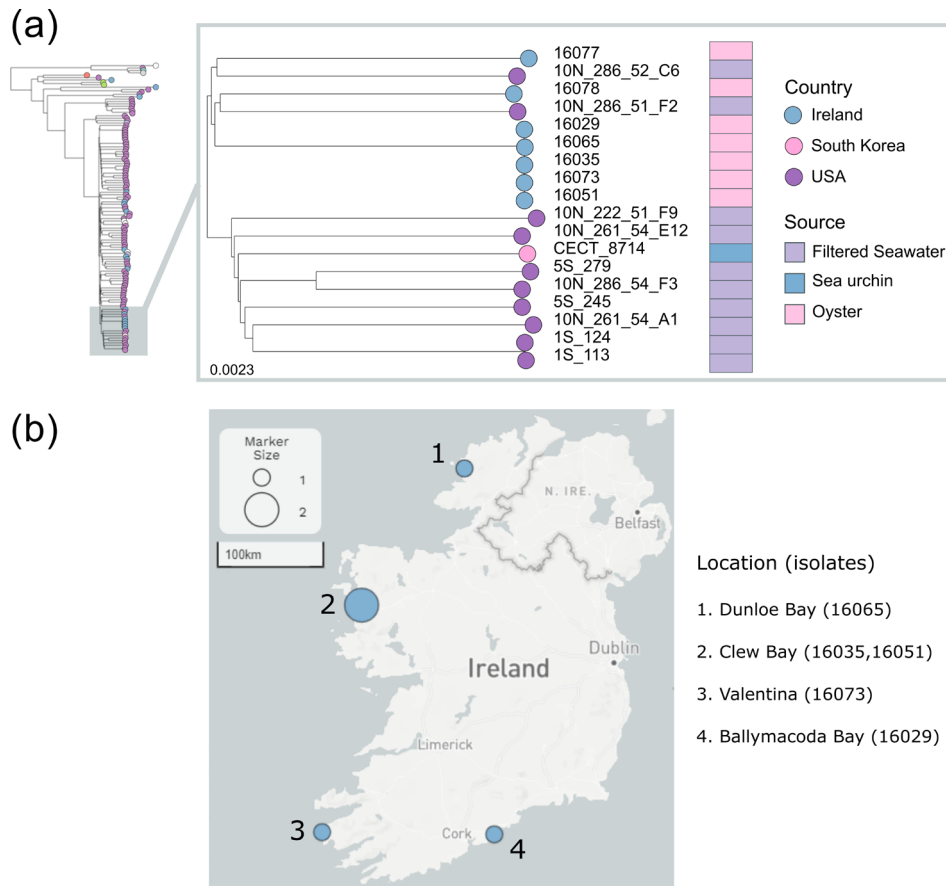 (a)
16077
10N_286_52_C6
16078
10N_286_51_F2
16029
16065
16035
16073
16051
10N_222_51_F9
10N_261_54_E12
CECT_8714
5S_279
10N_286_54_F3
5S_245
10N_261_54_A1
1S_124
1S_113
0.0023
Country
Ireland
South Korea
USA
Source
Filtered Seawater
Sea urchin
Oyster
(b)
Marker
Size
1
2
100km
1
2
3
4
N. IRE.
Belfast
Dublin
Ireland
Limerick
Cork
Location (isolates)
1. Dunloe Bay (16065)
2. Clew Bay (16035,16051)
3. Valentina (16073)
4. Ballymacoda Bay (16029)